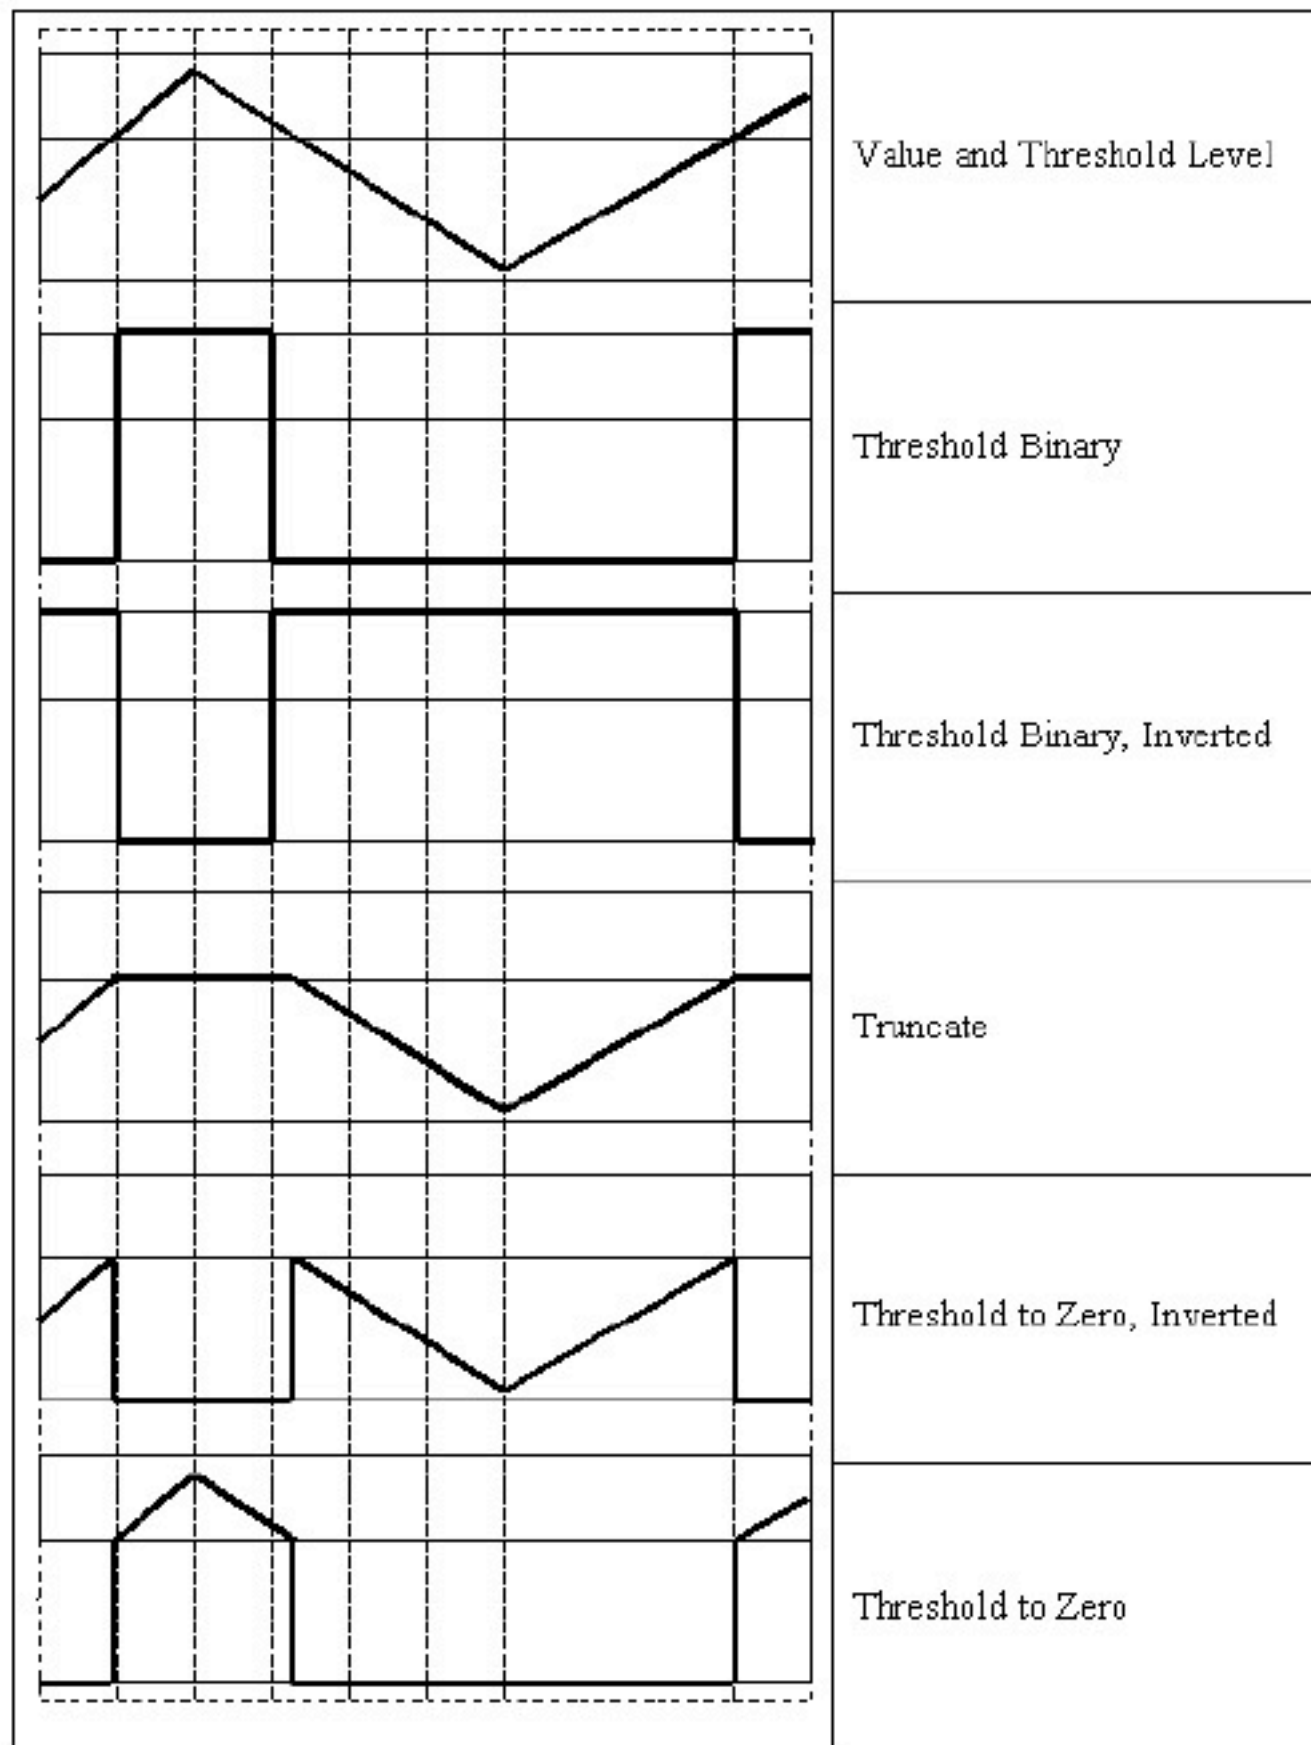 Value and Threshold Level
Threshold Binary
Threshold Binary, Inverted
Truncate
Threshold to Zero, Inverted
Threshold to Zero